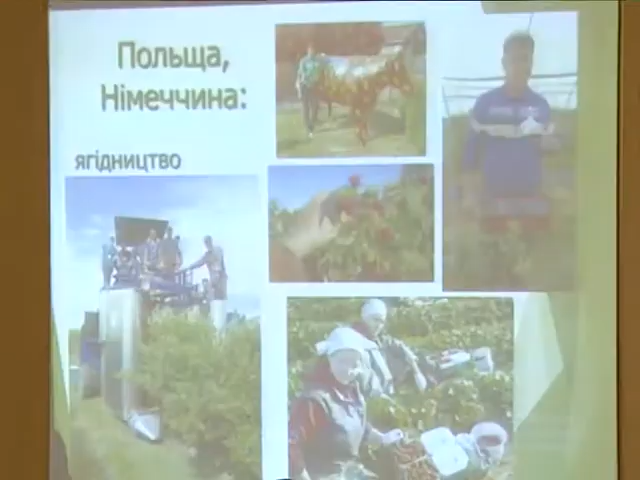 Польща,
Німеччина:
ягідництво